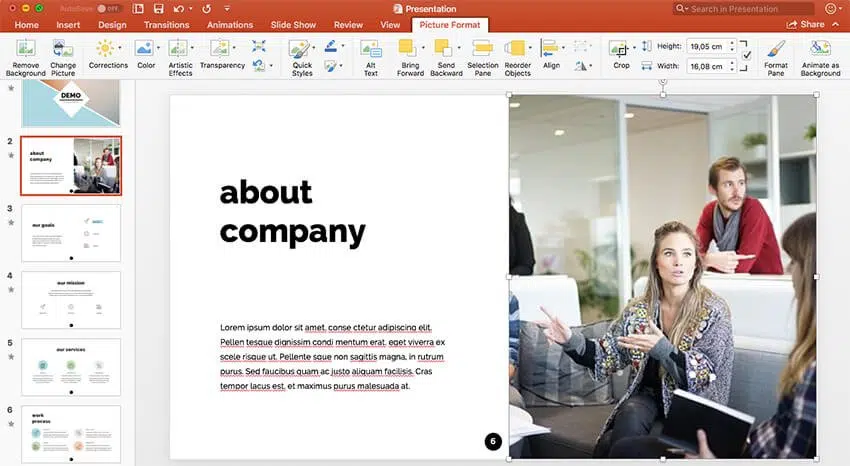 AutoSave OFF
Presentation
Search in Presentation
Home Insert Design Transitions Animations Slide Show Review View Picture Format
Share
Remove Background
Change Picture
Corrections
Color
Artistic Effects
Transparency
Quick Styles
Alt Text
Bring Forward
Send Backward
Selection Pane
Reorder Objects
Align
Crop
Height: 19,05 cm
Width: 16,08 cm
Format Pane
Animate as Background
DEMO
2
about
company
3
our goals
4
our mission
5
our services
6
work
process
about
company
Lorem ipsum dolor sit amet, conse ctetur adipiscing elit.
Pellen tesque dignissim condi mentum erat, eget viverra ex
scele risque ut. Pellente sque non sagittis magna, in rutrum
purus. Sed faucibus quam ac justo aliquam facilisis. Cras
tempor lacus est, et maximus purus malesuada at.
6